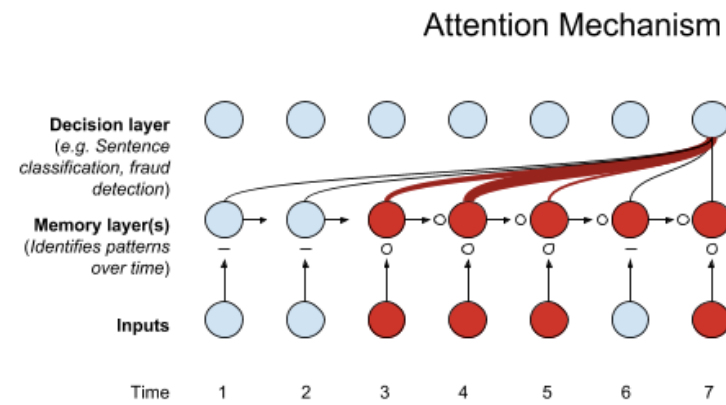 Attention Mechanism
Decision layer
(e.g. Sentence
classification, fraud
detection)
Memory layer(s)
(Identifies patterns
over time)
Inputs
Time 1 2 3 4 5 6 7